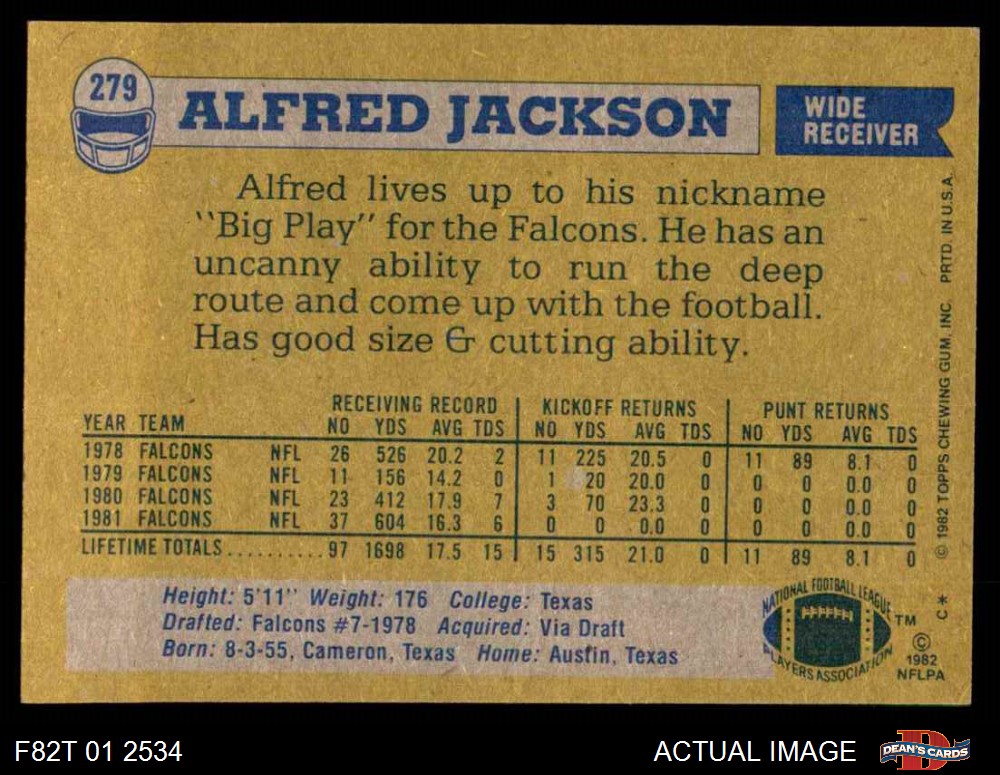 279
ALFRED JACKSON
WIDE
RECEIVER
Alfred lives up to his nickname
"Big Play" for the Falcons. He has an
uncanny ability to run the deep
route and come up with the football.
Has good size & cutting ability.
RECEIVING RECORD KICKOFF RETURNS PUNT RETURNS
YEAR TEAM NO YDS AVG TDS NO YDS AVG TDS NO YDS AVG TDS
1978 FALCONS NFL 26 526 20.2 2 11 225 20.5 0 11 89 8.1 0
1979 FALCONS NFL 11 156 14.2 0 1 20 20.0 0 0 0 0.0 0
1980 FALCONS NFL 23 412 17.9 7 3 70 23.3 0 0 0 0.0 0
1981 FALCONS NFL 37 604 16.3 6 0 0 0.0 0 0 0 0.0 0
LIFETIME TOTALS.......... 97 1698 17.5 15 15 315 21.0 0 11 89 8.1 0
Height: 5'11" Weight: 176 College: Texas
Drafted: Falcons #7-1978 Acquired: Via Draft
Born: 8-3-55, Cameron, Texas Home: Austin, Texas
NATIONAL FOOTBALL LEAGUE
PLAYERS ASSOCIATION
TM
©
1982
NFLPA
C*
© 1982 TOPPS CHEWING GUM, INC. PRTD. IN U.S.A.
F82T 01 2534
ACTUAL IMAGE
D
DEAN'S CARDS